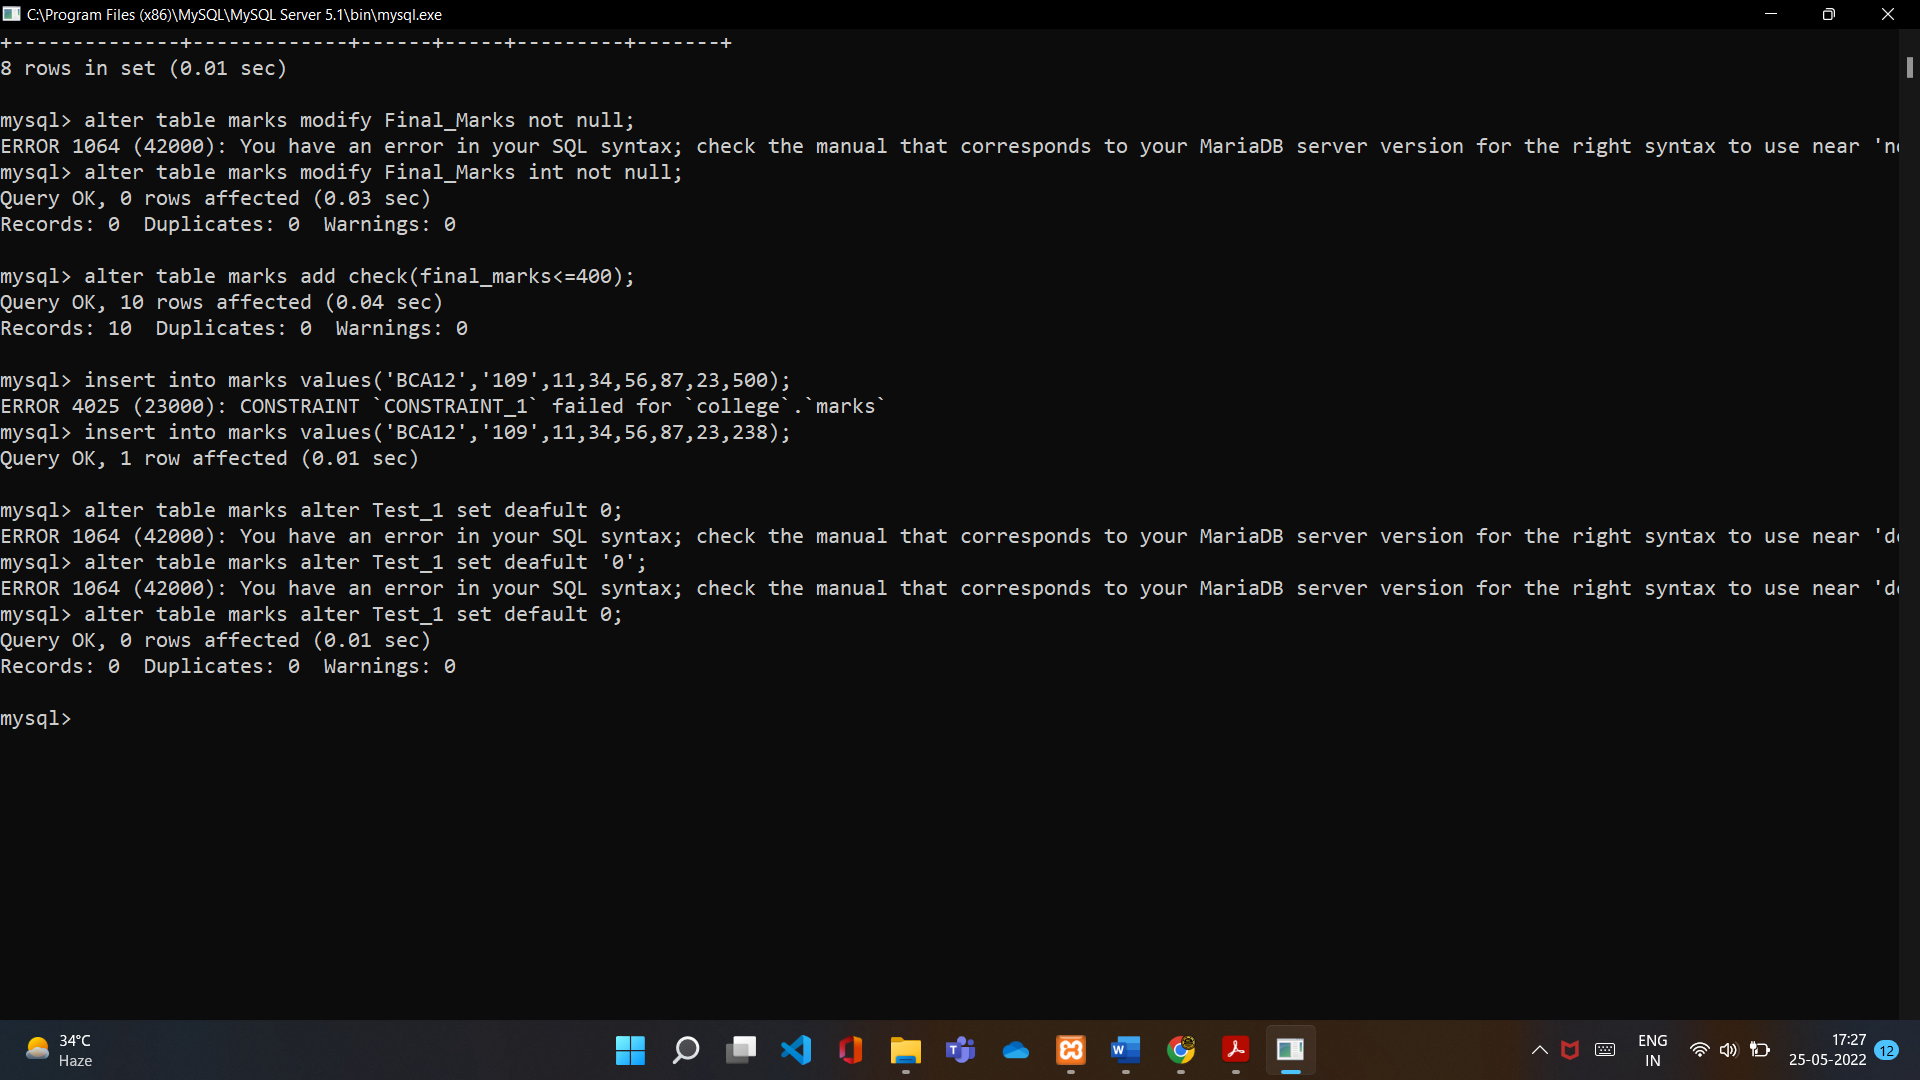 C:\Program Files (x86)\MySQL\MySQL Server 5.1\bin\mysql.exe
+--------------+-------------+------+-----+---------+-------+
8 rows in set (0.01 sec)
mysql> alter table marks modify Final_Marks not null;
ERROR 1064 (42000): You have an error in your SQL syntax; check the manual that corresponds to your MariaDB server version for the right syntax to use near 'n
mysql> alter table marks modify Final_Marks int not null;
Query OK, 0 rows affected (0.03 sec)
Records: 0  Duplicates: 0  Warnings: 0
mysql> alter table marks add check(final_marks<=400);
Query OK, 10 rows affected (0.04 sec)
Records: 10  Duplicates: 0  Warnings: 0
mysql> insert into marks values('BCA12','109',11,34,56,87,23,500);
ERROR 4025 (23000): CONSTRAINT `CONSTRAINT_1` failed for `college`.`marks`
mysql> insert into marks values('BCA12','109',11,34,56,87,23,238);
Query OK, 1 row affected (0.01 sec)
mysql> alter table marks alter Test_1 set deafult 0;
ERROR 1064 (42000): You have an error in your SQL syntax; check the manual that corresponds to your MariaDB server version for the right syntax to use near 'd
mysql> alter table marks alter Test_1 set deafult '0';
ERROR 1064 (42000): You have an error in your SQL syntax; check the manual that corresponds to your MariaDB server version for the right syntax to use near 'd
mysql> alter table marks alter Test_1 set default 0;
Query OK, 0 rows affected (0.01 sec)
Records: 0  Duplicates: 0  Warnings: 0
mysql>
34°C
Haze
ENG
IN
17:27
25-05-2022
12